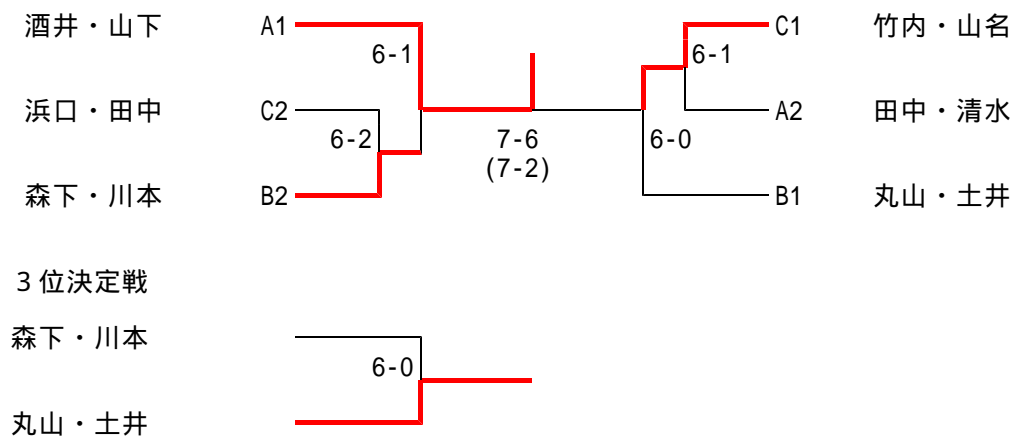 酒井・山下 A1 C1 竹内・山名
6-1 6-1
浜口・田中 C2 A2 田中・清水
6-2 7-6 6-0
(7-2)
森下・川本 B2 B1 丸山・土井
３位決定戦
森下・川本
6-0
丸山・土井